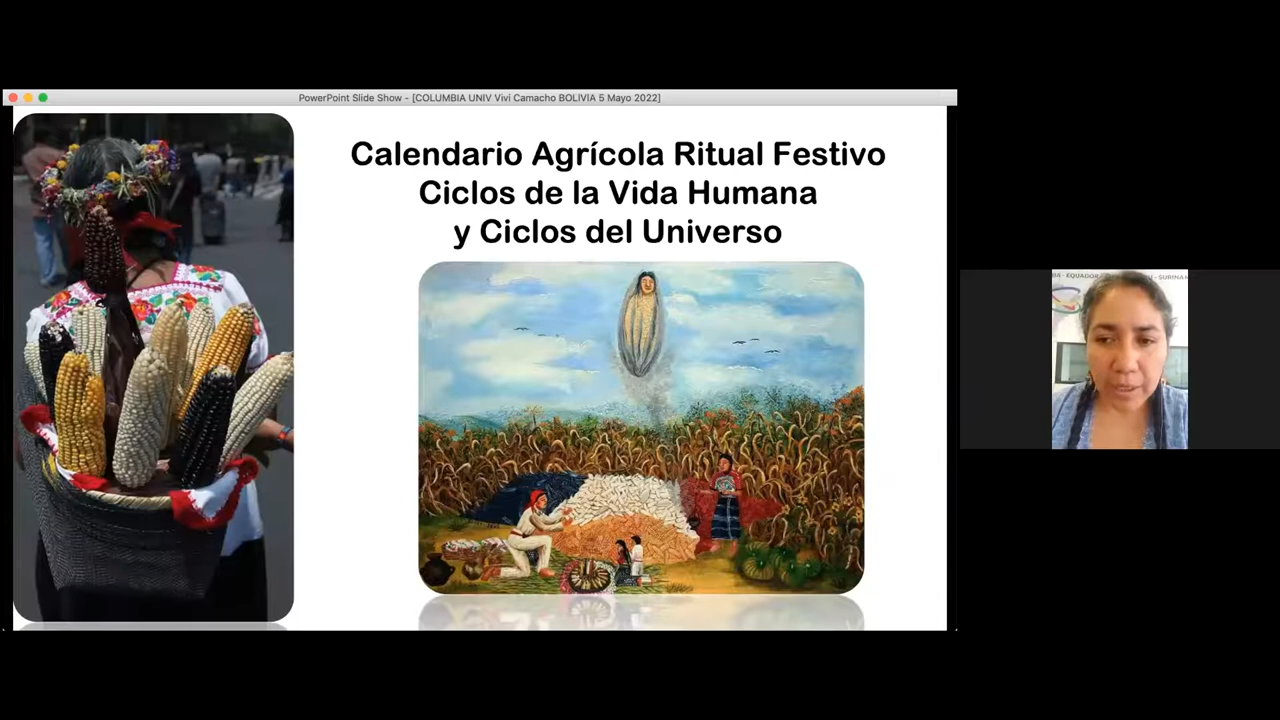 PowerPoint Slide Show - [COLUMBIA UNIV Vivi Camacho BOLIVIA 5 Mayo 2022]
Calendario Agrícola Ritual Festivo
Ciclos de la Vida Humana
y Ciclos del Universo
- EQUADOR